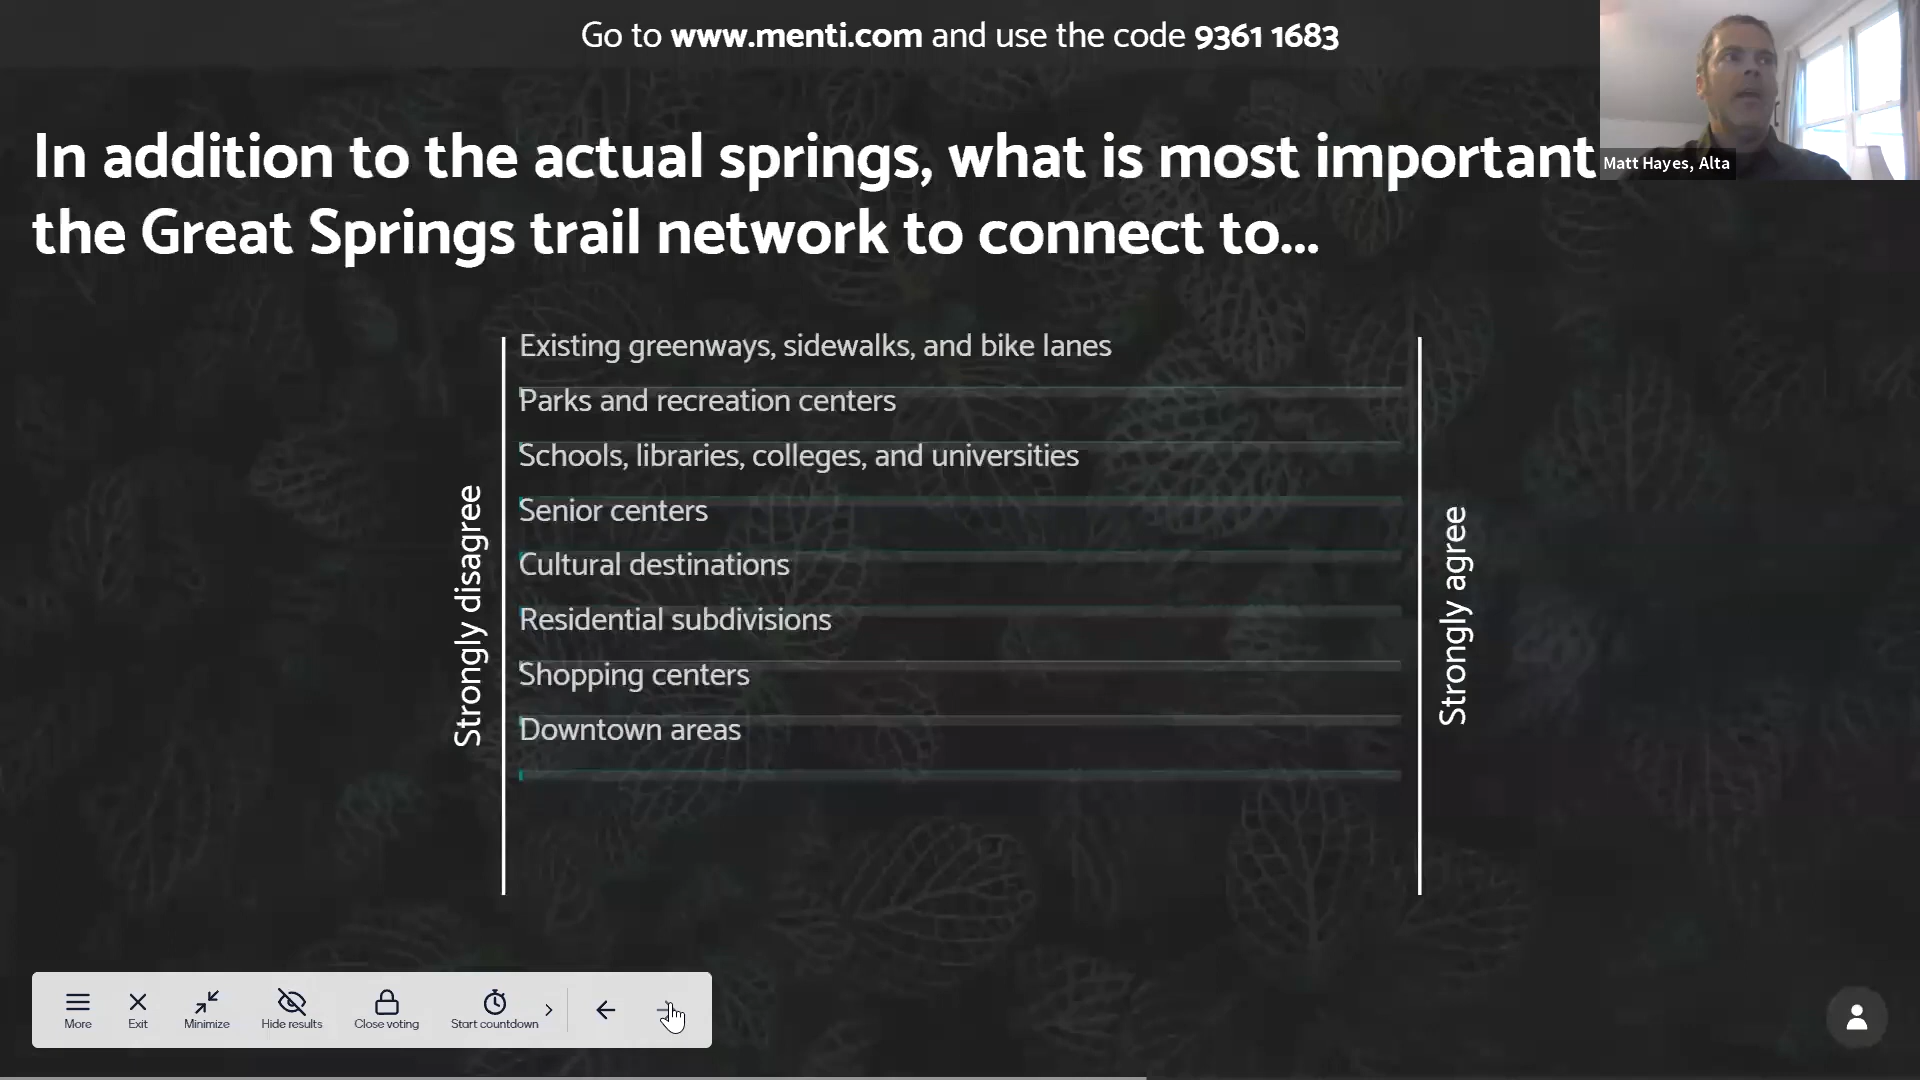 Go to www.menti.com and use the code 9361 1683
In addition to the actual springs, what is most important
the Great Springs trail network to connect to...
Matt Hayes, Alta
Strongly disagree
Existing greenways, sidewalks, and bike lanes
Parks and recreation centers
Schools, libraries, colleges, and universities
Senior centers
Cultural destinations
Residential subdivisions
Shopping centers
Downtown areas
Strongly agree
More
Exit
Minimize
Hide results
Close voting
Start countdown